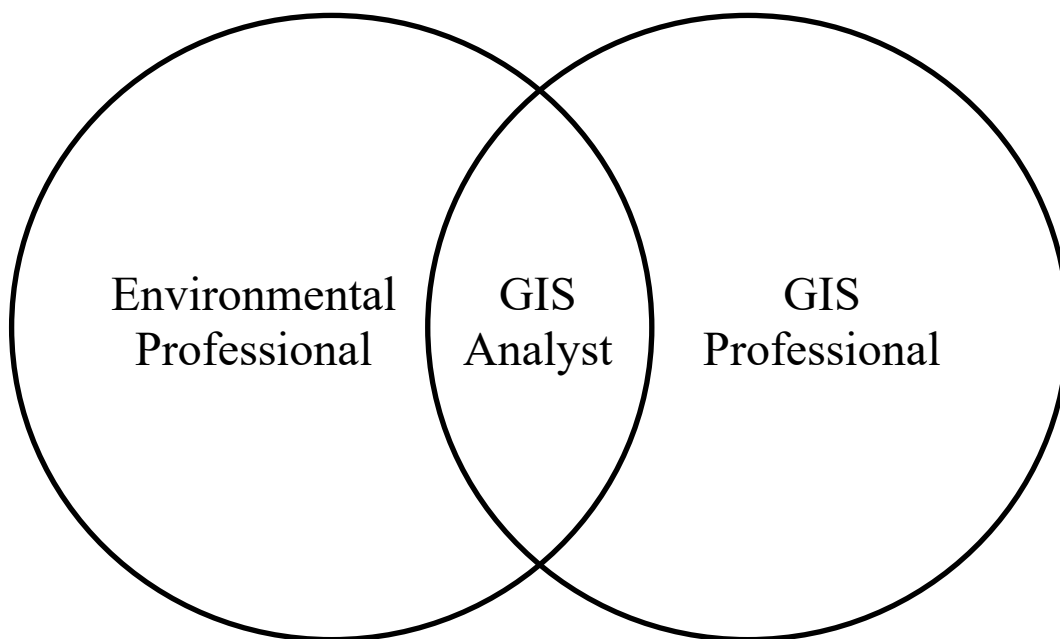 Environmental
Professional
GIS
Analyst
GIS
Professional